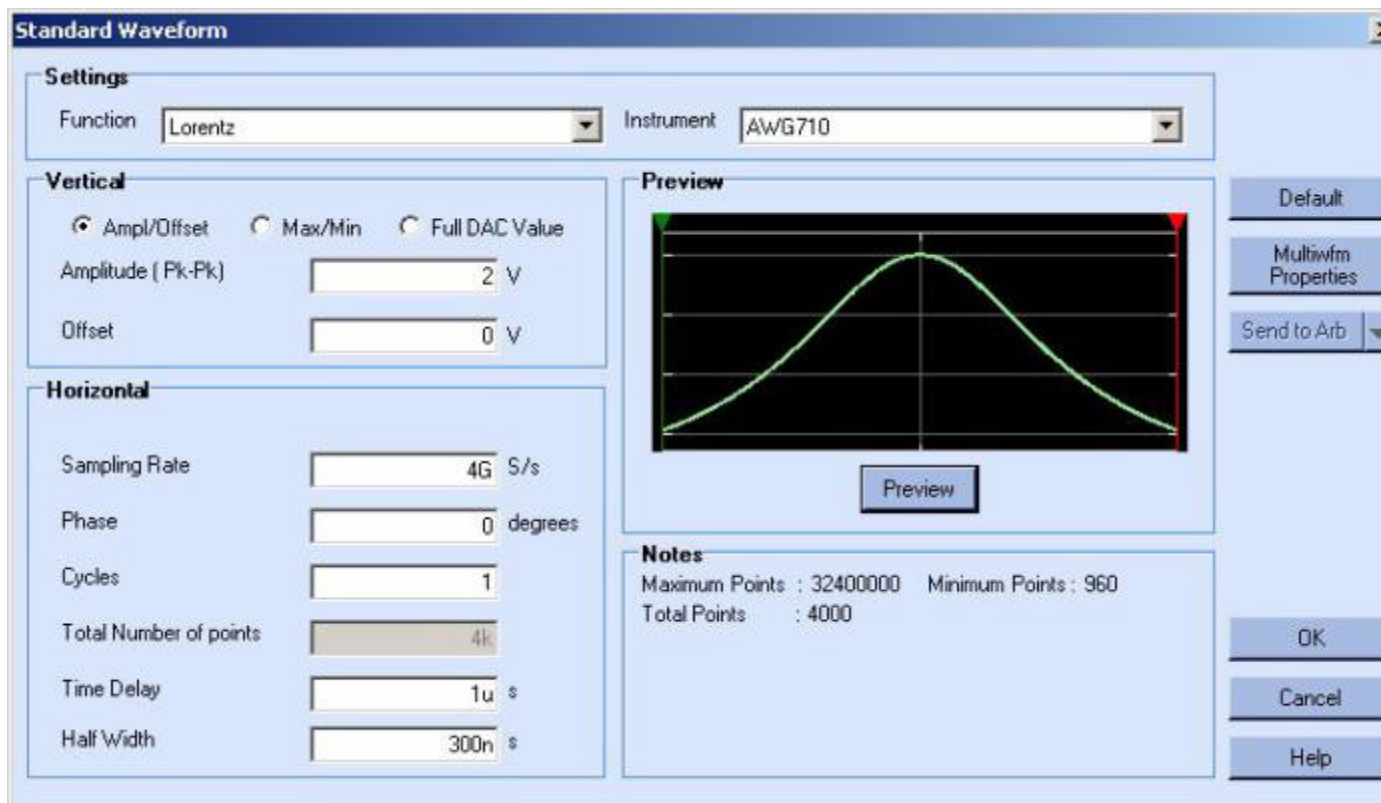 Standard Waveform
Settings
Function Lorentz Instrument AWG710
Vertical
Ampl/Offset Max/Min Full DAC Value
Amplitude ( Pk-Pk) 2 V
Offset 0 V
Horizontal
Sampling Rate 4G S/s
Phase 0 degrees
Cycles 1
Total Number of points 4k
Time Delay 1u s
Half Width 300n s
Preview
Preview
Notes
Maximum Points : 32400000 Minimum Points : 960
Total Points : 4000
Default
Multiwfm
Properties
Send to Arb
OK
Cancel
Help